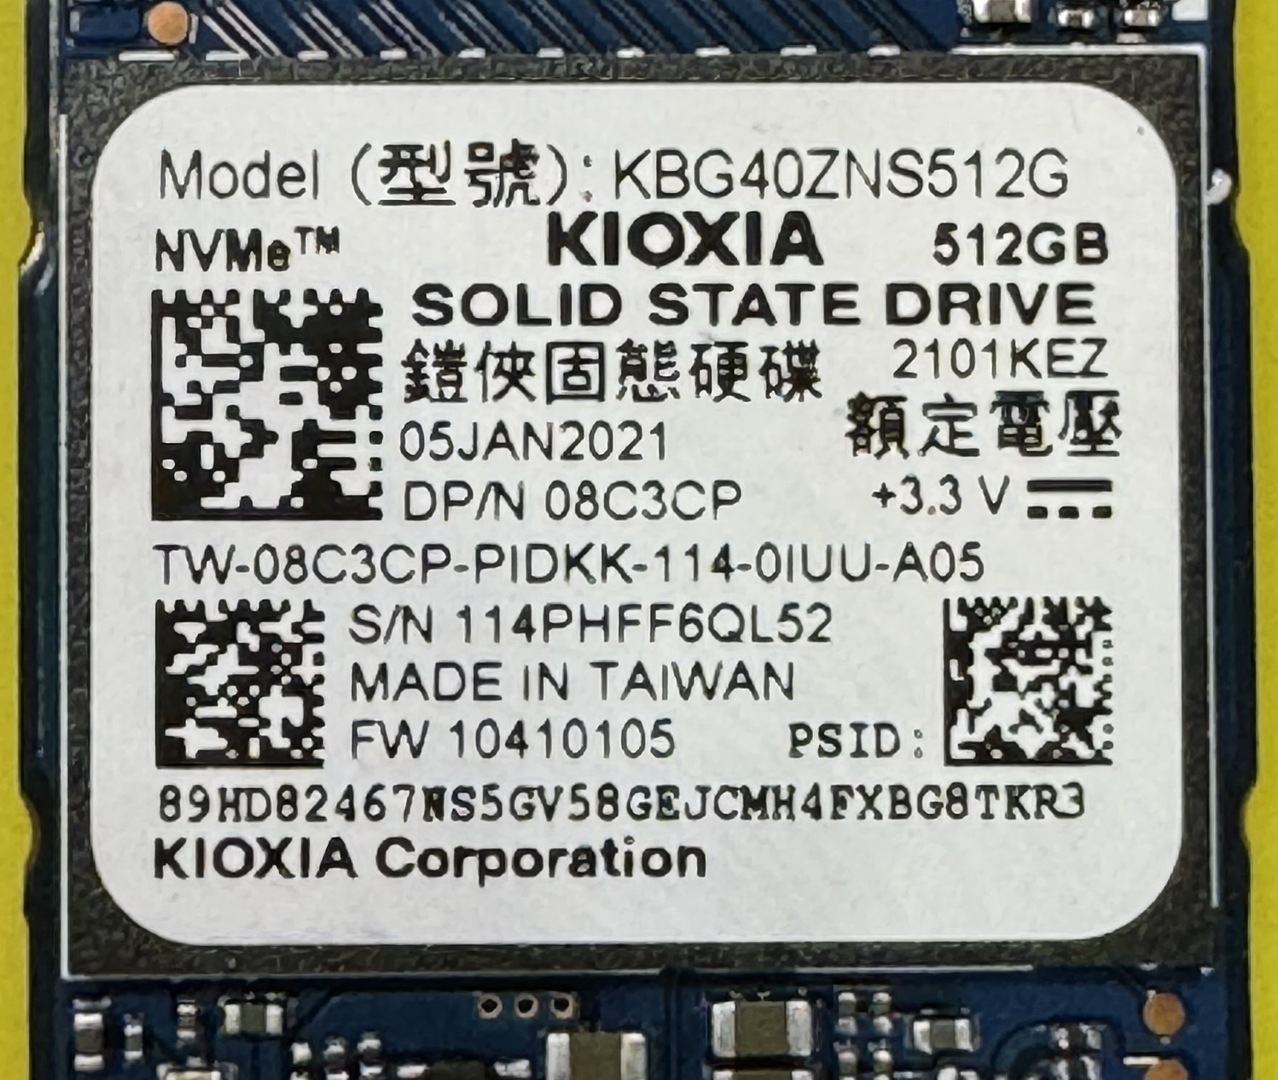 Model (型號): KBG40ZNS512G
NVMe™ KIOXIA 512GB
SOLID STATE DRIVE
鎧俠固態硬碟 2101KEZ
05JAN2021 額定電壓
DP/N 08C3CP +3.3 V
TW-08C3CP-PIDKK-114-0IUU-A05
S/N 114PHFF6QL52
MADE IN TAIWAN
FW 10410105 PSID:
89HD82467NS5GV58GEJCMH4FXBG8TKR3
KIOXIA Corporation